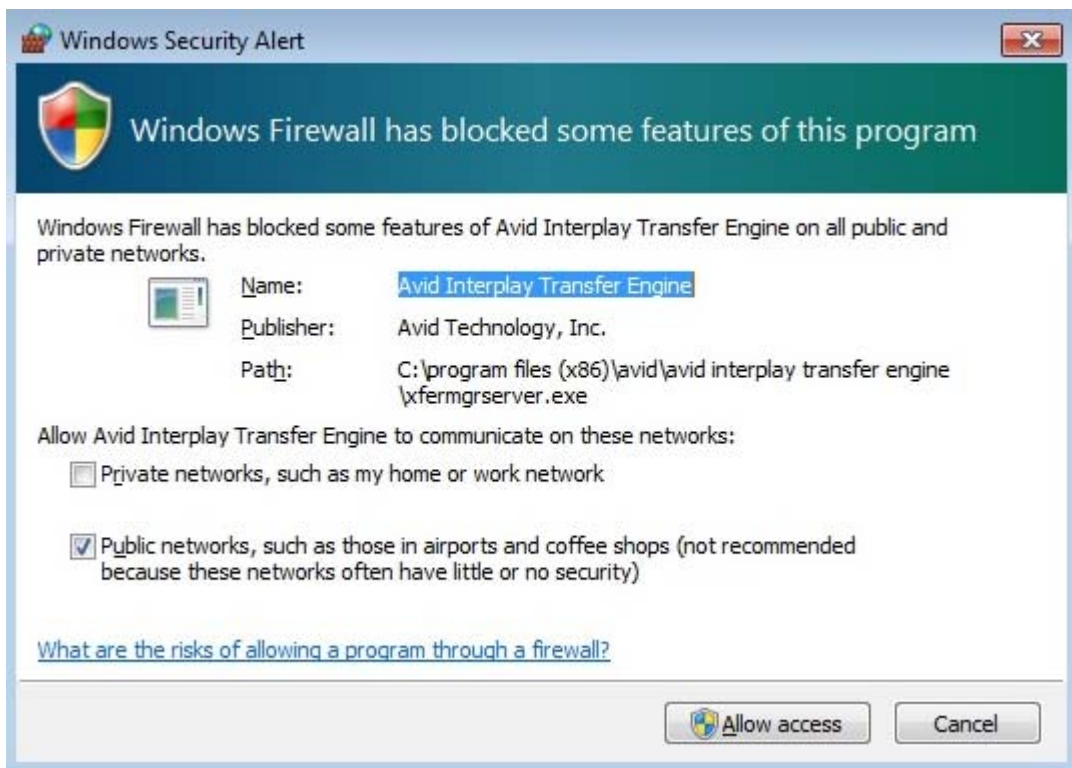 Windows Security Alert
Windows Firewall has blocked some features of this program
Windows Firewall has blocked some features of Avid Interplay Transfer Engine on all public and
private networks.
Name: Avid Interplay Transfer Engine
Publisher: Avid Technology, Inc.
Path: C:\program files (x86)\avid\avid interplay transfer engine
\xfermgrserver.exe
Allow Avid Interplay Transfer Engine to communicate on these networks:
Private networks, such as my home or work network
Public networks, such as those in airports and coffee shops (not recommended
because these networks often have little or no security)
What are the risks of allowing a program through a firewall?
Allow access Cancel